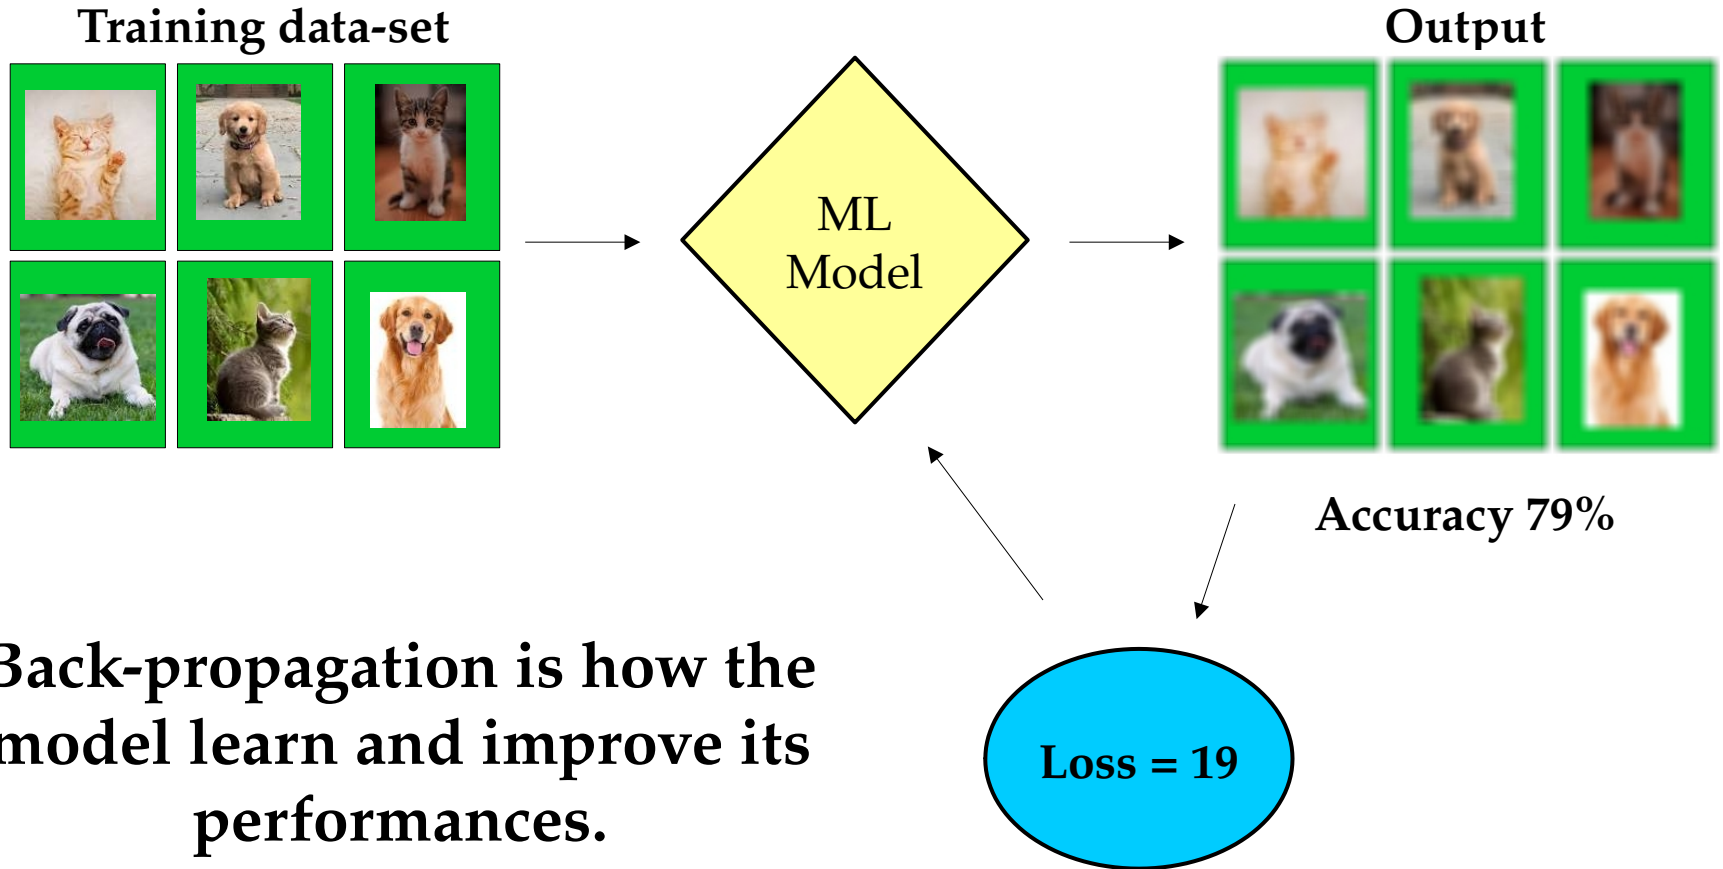 Training data-set
Output
ML
Model
Accuracy 79%
Back-propagation is how the
model learn and improve its
performances.
Loss = 19